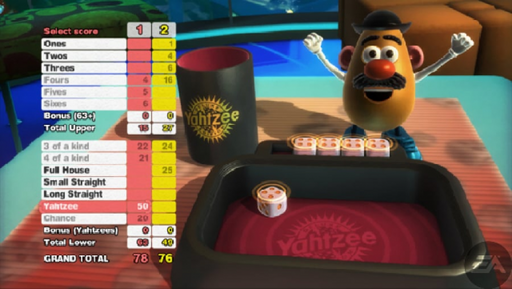 Select score 1 2
Ones 1
Twos 4
Threes 6
Fours 4 16
Fives 5
Sixes 6
Bonus (63+) 0 0
Total Upper 15 27
3 of a kind 22 24
4 of a kind 21
Full House 25
Small Straight
Long Straight
Yahtzee 50
Chance 20
Bonus (Yahtzees) 0 0
Total Lower 63 49
GRAND TOTAL 78 76
Yahtzee
Yahtzee
EA